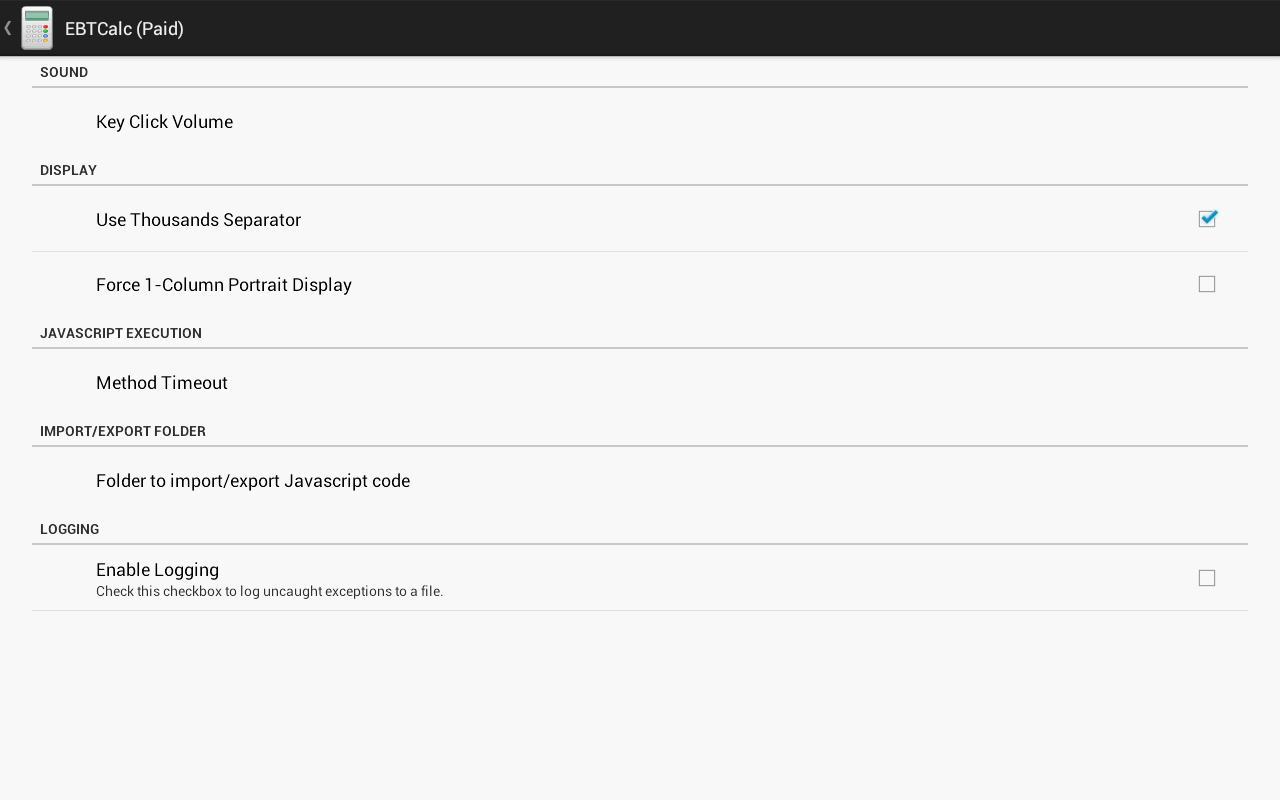 EBTCalc (Paid)
SOUND
Key Click Volume
DISPLAY
Use Thousands Separator
Force 1-Column Portrait Display
JAVASCRIPT EXECUTION
Method Timeout
IMPORT/EXPORT FOLDER
Folder to import/export Javascript code
LOGGING
Enable Logging
Check this checkbox to log uncaught exceptions to a file.